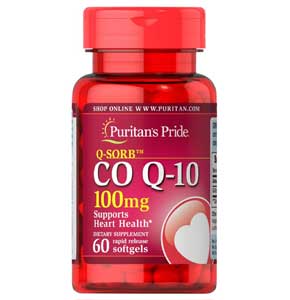 SHOP ONLINE WWW.PURITAN.COM
Puritan's Pride
Q-SORB™
CO Q-10
100mg
Supports
Heart Health*
DIETARY SUPPLEMENT
60 rapid release
softgels